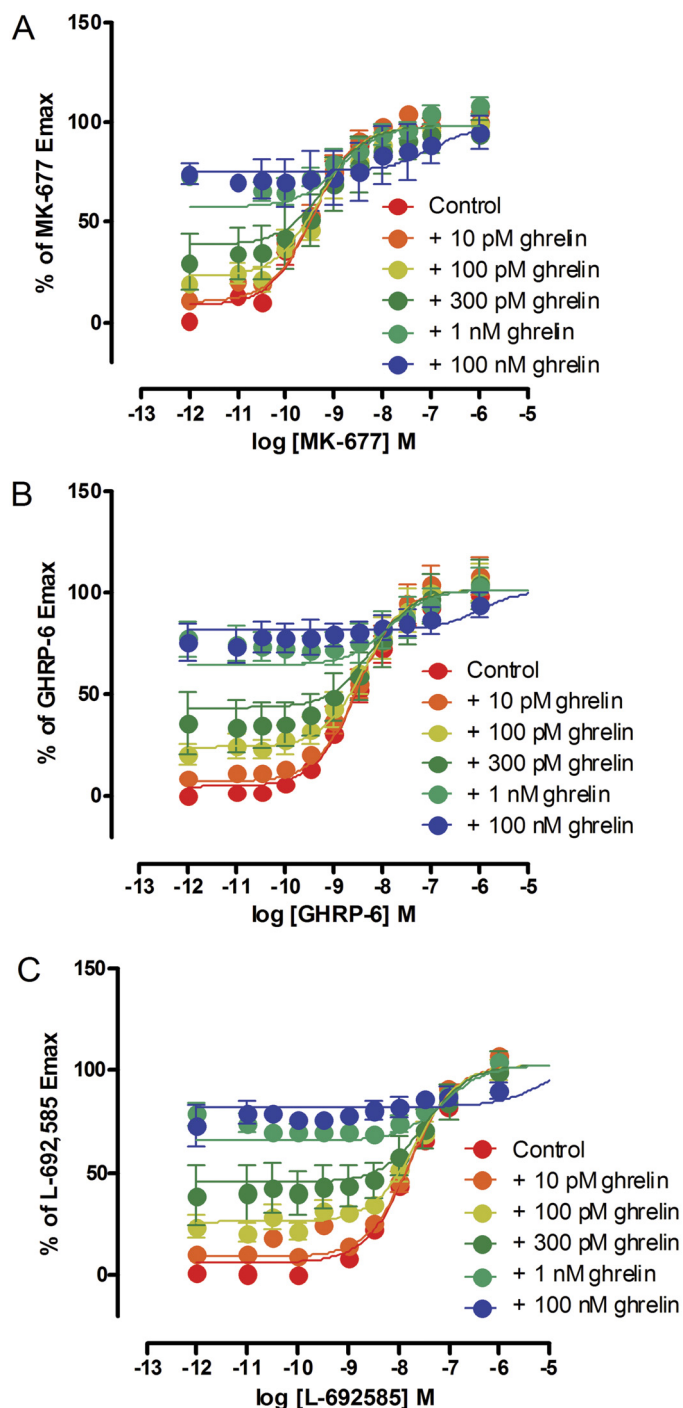 A
150
100
50
0
% of MK-677 Emax
Control
+ 10 pM ghrelin
+ 100 pM ghrelin
+ 300 pM ghrelin
+ 1 nM ghrelin
+ 100 nM ghrelin
-13 -12 -11 -10 -9 -8 -7 -6 -5
log [MK-677] M
B
150
100
50
0
% of GHRP-6 Emax
Control
+ 10 pM ghrelin
+ 100 pM ghrelin
+ 300 pM ghrelin
+ 1 nM ghrelin
+ 100 nM ghrelin
-13 -12 -11 -10 -9 -8 -7 -6 -5
log [GHRP-6] M
C
150
100
50
0
% of L-692,585 Emax
Control
+ 10 pM ghrelin
+ 100 pM ghrelin
+ 300 pM ghrelin
+ 1 nM ghrelin
+ 100 nM ghrelin
-13 -12 -11 -10 -9 -8 -7 -6 -5
log [L-692585] M